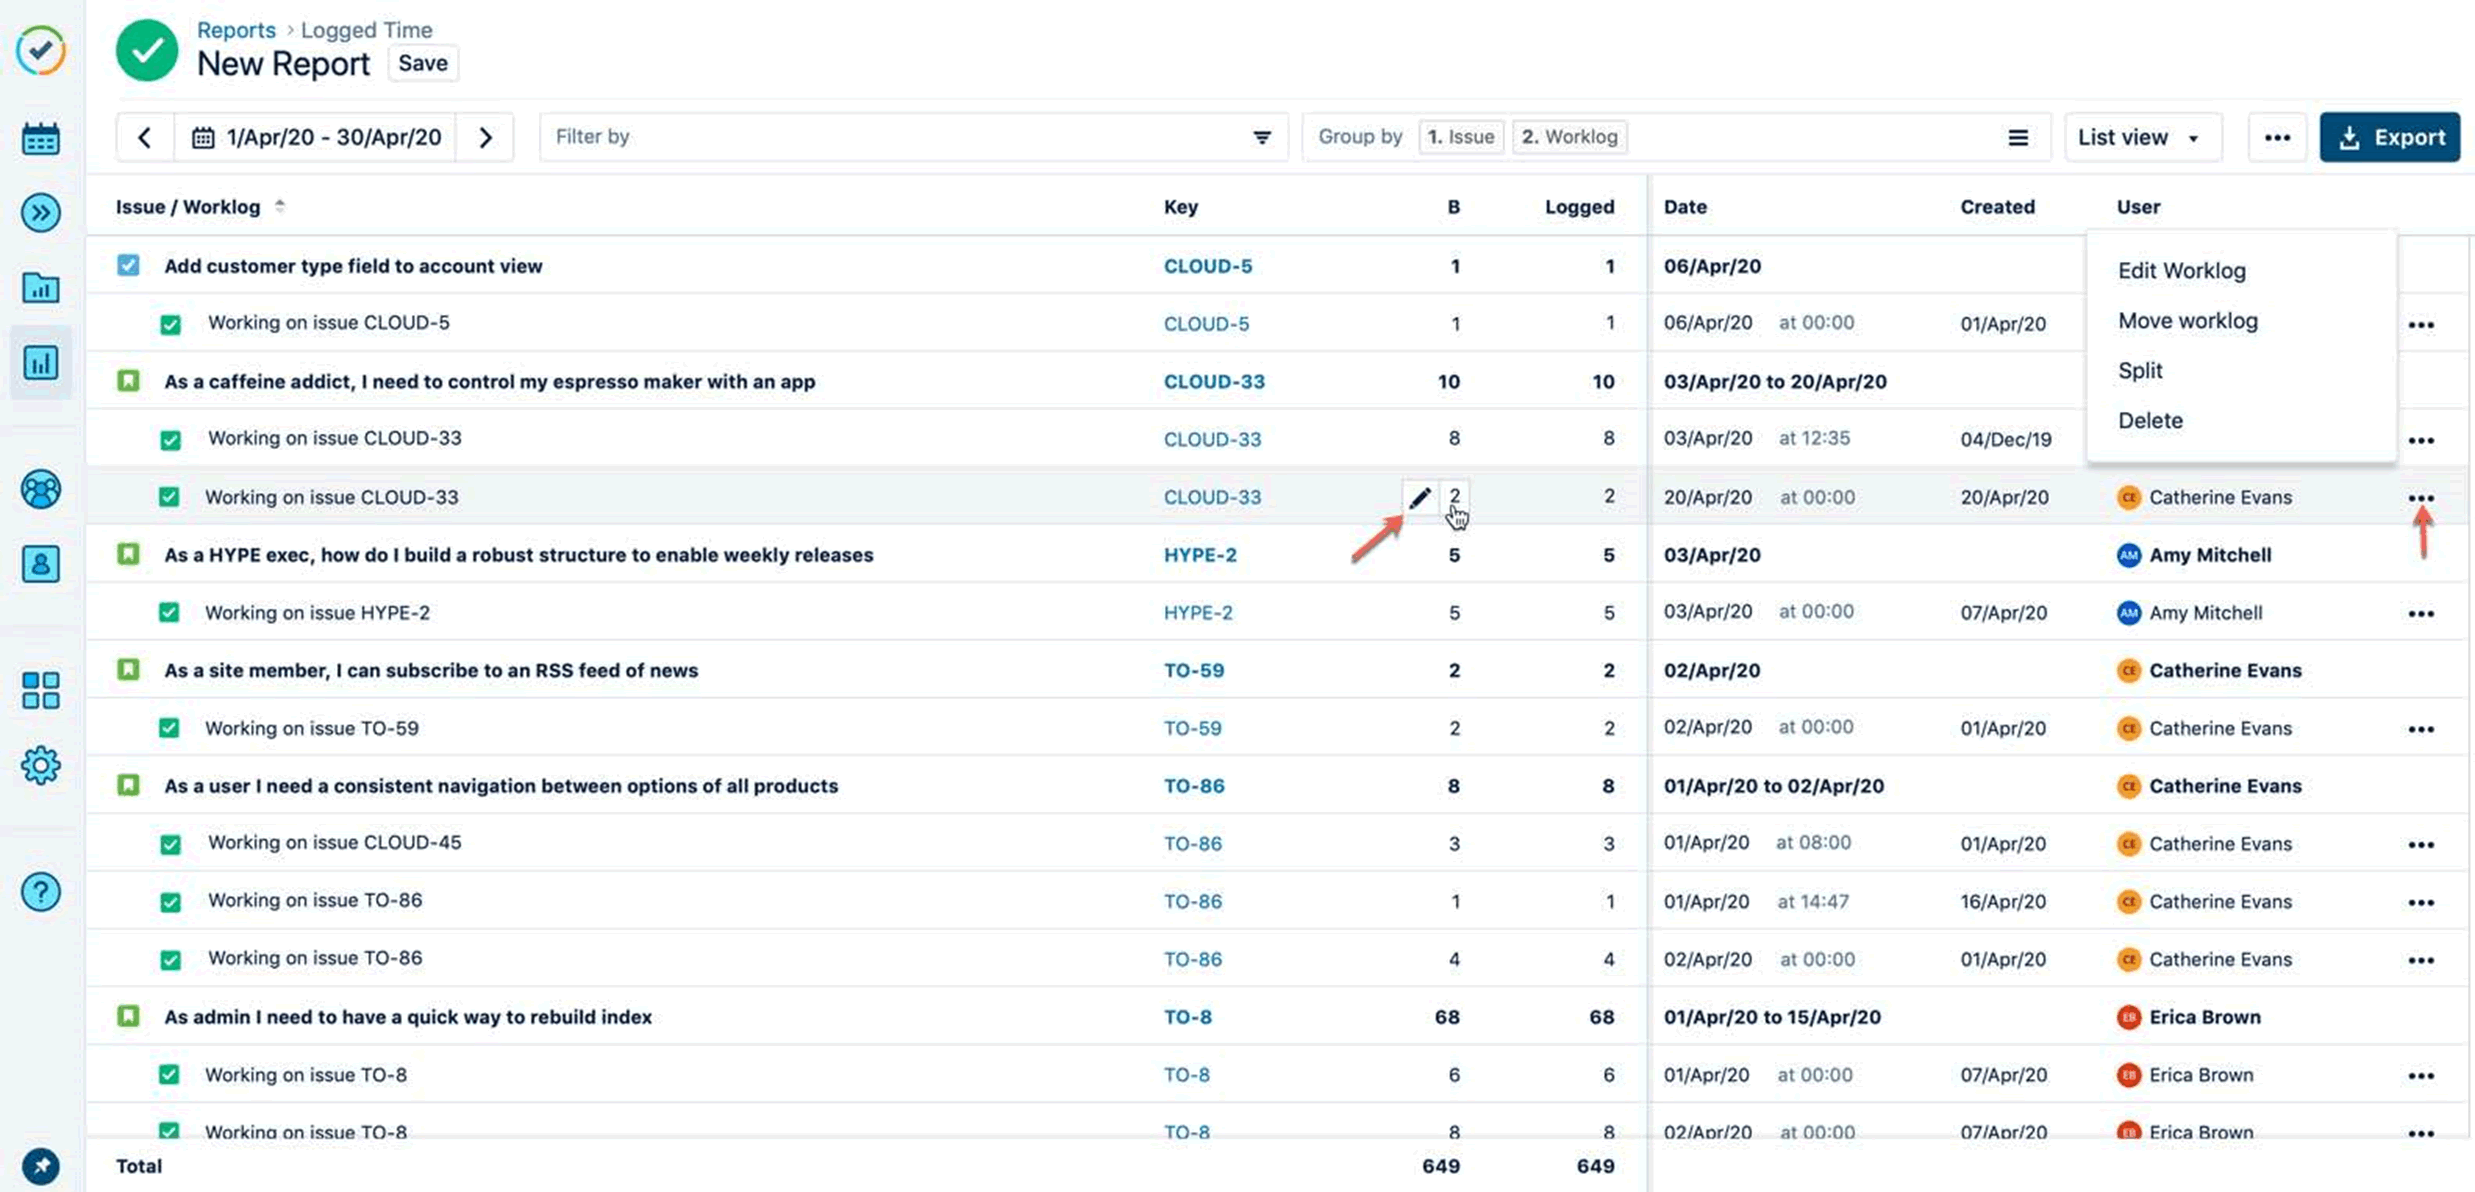 Reports > Logged Time
New Report Save
1/Apr/20 - 30/Apr/20 Filter by Group by 1. Issue 2. Worklog List view Export
Issue / Worklog Key B Logged Date Created User
Add customer type field to account view CLOUD-5 1 1 06/Apr/20
Edit Worklog
Working on issue CLOUD-5 CLOUD-5 1 1 06/Apr/20 at 00:00 01/Apr/20
Move worklog
As a caffeine addict, I need to control my espresso maker with an app CLOUD-33 10 10 03/Apr/20 to 20/Apr/20
Split
Delete
Working on issue CLOUD-33 CLOUD-33 8 8 03/Apr/20 at 12:35 04/Dec/19
Working on issue CLOUD-33 CLOUD-33 2 2 20/Apr/20 at 00:00 20/Apr/20 CE Catherine Evans
As a HYPE exec, how do I build a robust structure to enable weekly releases HYPE-2 5 5 03/Apr/20 AM Amy Mitchell
Working on issue HYPE-2 HYPE-2 5 5 03/Apr/20 at 00:00 07/Apr/20 AM Amy Mitchell
As a site member, I can subscribe to an RSS feed of news TO-59 2 2 02/Apr/20 CE Catherine Evans
Working on issue TO-59 TO-59 2 2 02/Apr/20 at 00:00 01/Apr/20 CE Catherine Evans
As a user I need a consistent navigation between options of all products TO-86 8 8 01/Apr/20 to 02/Apr/20 CE Catherine Evans
Working on issue CLOUD-45 TO-86 3 3 01/Apr/20 at 08:00 01/Apr/20 CE Catherine Evans
Working on issue TO-86 TO-86 1 1 01/Apr/20 at 14:47 16/Apr/20 CE Catherine Evans
Working on issue TO-86 TO-86 4 4 02/Apr/20 at 00:00 01/Apr/20 CE Catherine Evans
As admin I need to have a quick way to rebuild index TO-8 68 68 01/Apr/20 to 15/Apr/20 EB Erica Brown
Working on issue TO-8 TO-8 6 6 01/Apr/20 at 00:00 07/Apr/20 EB Erica Brown
Working on issue TO-8 TO-8 8 8 02/Apr/20 at 00:00 07/Apr/20 EB Erica Brown
Total 649 649